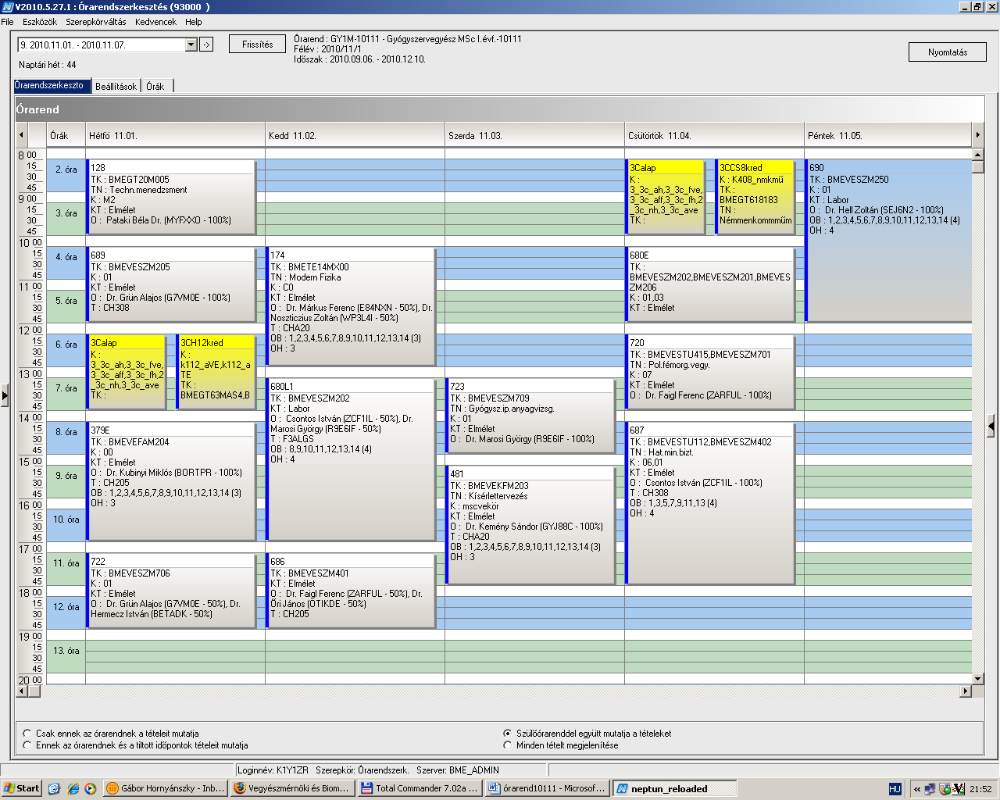 V2010.5.27.1 : Órarendszerkesztés (93000 )
File Eszközök Szerepkörváltás Kedvencek Help
9. 2010.11.01. - 2010.11.07.
->
Frissítés
Naptári hét : 44
Órarend : GY1M-10111 - Gyógyszervegyész MSc I.évf.-10111
Félév : 2010/11/1
Időszak : 2010.09.06. - 2010.12.10.
Nyomtatás
Órarendszerkeszto Beállítások Órák
Órarend
Órák Hétfő 11.01. Kedd 11.02. Szerda 11.03. Csütörtök 11.04. Péntek 11.05.
8 00
15
30
45
9 00
15
30
45
10 00
15
30
45
11 00
15
30
45
12 00
15
30
45
13 00
15
30
45
14 00
15
30
45
15 00
15
30
45
16 00
15
30
45
17 00
15
30
45
18 00
15
30
45
19 00
15
30
45
20 00
2. óra
3. óra
4. óra
5. óra
6. óra
7. óra
8. óra
9. óra
10. óra
11. óra
12. óra
13. óra
128
TK : BMEGT20M005
TN : Techn.menedzsment
K : M2
KT : Elmélet
O : Pataki Béla Dr. (MYFXXO - 100%)
689
TK : BMEVESZM205
K : 01
KT : Elmélet
O : Dr. Grün Alajos (G7VM0E - 100%)
T : CH308
3Calap
K :
3_3c_ah,3_3c_fve,
3_3c_aff,3_3c_fh,2
_3c_nh,3_3c_ave
TK :
3CH12kred
K :
k112_aVE,k112_a
TE
TK :
BMEGT63MAS4,B
379E
TK : BMEVEFAM204
K : 00
KT : Elmélet
O : Dr. Kubinyi Miklós (BORTPR - 100%)
T : CH205
OB : 1,2,3,4,5,6,7,8,9,10,11,12,13,14 (3)
OH : 3
722
TK : BMEVESZM706
K : 01
KT : Elmélet
O : Dr. Grün Alajos (G7VM0E - 50%), Dr.
Hermecz István (BETADK - 50%)
174
TK : BMETE14MX00
TN : Modern Fizika
K : C0
KT : Elmélet
O : Dr. Márkus Ferenc (E84NXN - 50%), Dr.
Noszticzius Zoltán (WP3L4I - 50%)
T : CHA20
OB : 1,2,3,4,5,6,7,8,9,10,11,12,13,14 (3)
OH : 3
680L1
TK : BMEVESZM202
KT : Labor
O : Csontos István (ZCF1IL - 50%), Dr.
Marosi György (R9E6IF - 50%)
T : F3ALGS
OB : 8,9,10,11,12,13,14 (4)
OH : 4
686
TK : BMEVESZM401
KT : Elmélet
O : Dr. Faigl Ferenc (ZARFUL - 50%), Dr.
Őri János (OTIKDE - 50%)
T : CH205
723
TK : BMEVESZM709
TN : Gyógysz.ip.anyagvizsg.
K : 01
KT : Elmélet
O : Dr. Marosi György (R9E6IF - 100%)
481
TK : BMEVEKFM203
TN : Kísérlettervezés
K : mscvekör
KT : Elmélet
O : Dr. Kemény Sándor (GYJ88C - 100%)
T : CHA20
OB : 1,2,3,4,5,6,7,8,9,10,11,12,13,14 (3)
OH : 3
3Calap
K :
3_3c_ah,3_3c_fve,
3_3c_aff,3_3c_fh,2
_3c_nh,3_3c_ave
TK :
3CCS8kred
K : K408_nmkmű
TK :
BMEGT618183
TN :
Némmenkommműm
680E
TK :
BMEVESZM202,BMEVESZM201,BMEVES
ZM206
K : 01,03
KT : Elmélet
720
TK : BMEVESTU415,BMEVESZM701
TN : Pol.fémorg.vegy.
K : 07
KT : Elmélet
O : Dr. Faigl Ferenc (ZARFUL - 100%)
687
TK : BMEVESTU112,BMEVESZM402
TN : Hat.min.bizt.
K : 06,01
KT : Elmélet
O : Csontos István (ZCF1IL - 100%)
T : CH308
OB : 1,3,5,7,9,11,13 (4)
OH : 4
690
TK : BMEVESZM250
K : 01
KT : Labor
O : Dr. Hell Zoltán (SEJ6N2 - 100%)
OB : 1,2,3,4,5,6,7,8,9,10,11,12,13,14 (4)
OH : 4
Csak ennek az órarendnek a tételeit mutatja
Ennek az órarendnek és a tiltott időpontok tételeit mutatja
Szülőórarenddel együtt mutatja a tételeket
Minden tételt megjelenítése
Loginnév: K1Y1ZR Szerepkör: Órarendszerk. Szerver: BME_ADMIN
Start
Gábor Hornyánszky - Inb...
Vegyészmérnöki és Biom...
Total Commander 7.02a ...
órarend10111 - Microsof...
neptun_reloaded
HU
21:52